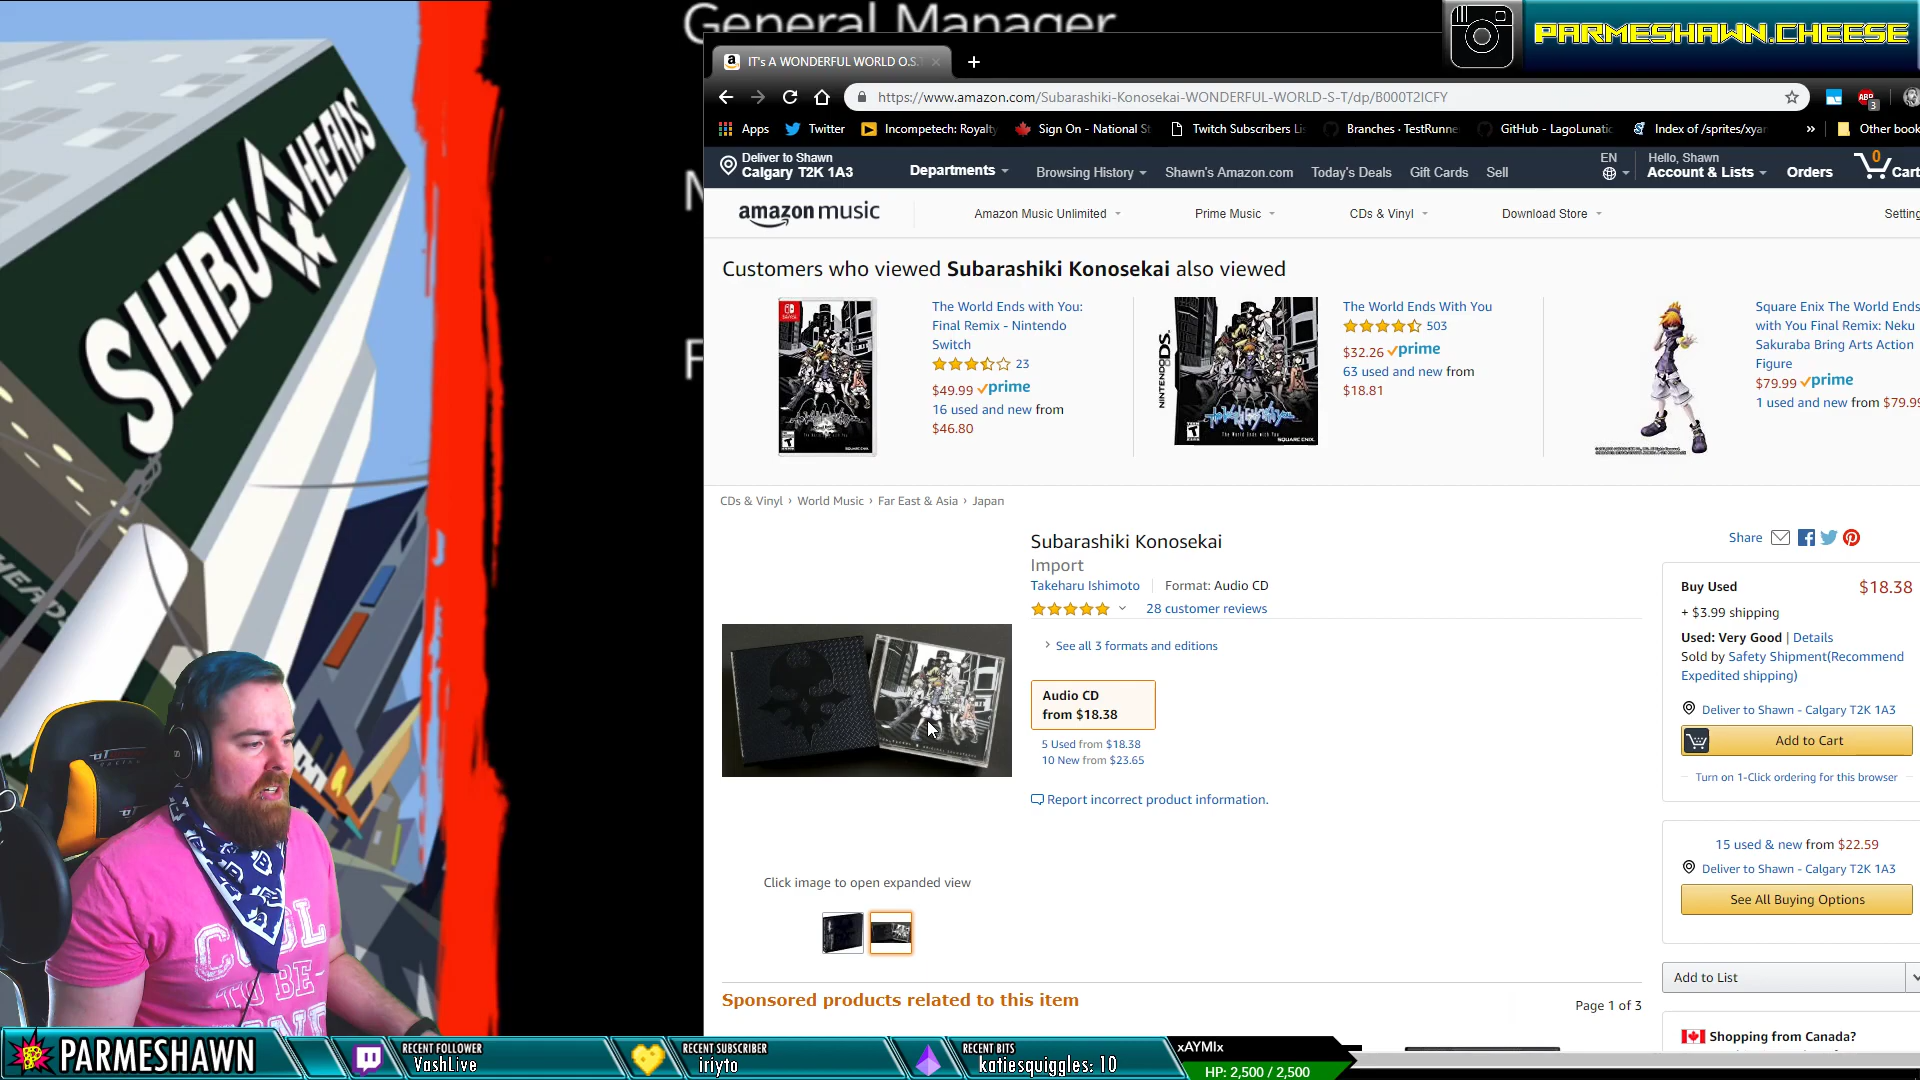 General Manager
PARMESHAWN.CHEESE
IT's A WONDERFUL WORLD O.S.
https://www.amazon.com/Subarashiki-Konosekai-WONDERFUL-WORLD-S-T/dp/B000T2ICFY
Apps
Twitter
Incompetech: Royalty
Sign On - National St
Twitch Subscribers Li
Branches · TestRunne
GitHub - LagoLunatic
Index of /sprites/xyar
Other book
Deliver to Shawn
Calgary T2K 1A3
Departments
Browsing History
Shawn's Amazon.com
Today's Deals
Gift Cards
Sell
EN
Hello, Shawn
Account & Lists
Orders
0
Cart
amazon music
Amazon Music Unlimited
Prime Music
CDs & Vinyl
Download Store
Setting
Customers who viewed Subarashiki Konosekai also viewed
The World Ends with You:
Final Remix - Nintendo
Switch
23
$49.99 prime
16 used and new from
$46.80
NINTENDO DS
SQUARE ENIX
The World Ends With You
503
$32.26 prime
63 used and new from
$18.81
Square Enix The World Ends
with You Final Remix: Neku
Sakuraba Bring Arts Action
Figure
$79.99 prime
1 used and new from $79.99
CDs & Vinyl › World Music › Far East & Asia › Japan
Subarashiki Konosekai
Import
Takeharu Ishimoto
Format: Audio CD
28 customer reviews
See all 3 formats and editions
Audio CD
from $18.38
5 Used from $18.38
10 New from $23.65
Report incorrect product information.
Click image to open expanded view
Share
Buy Used
$18.38
+ $3.99 shipping
Used: Very Good | Details
Sold by Safety Shipment(Recommend
Expedited shipping)
Deliver to Shawn - Calgary T2K 1A3
Add to Cart
Turn on 1-Click ordering for this browser
15 used & new from $22.59
Deliver to Shawn - Calgary T2K 1A3
See All Buying Options
Add to List
Sponsored products related to this item
Page 1 of 3
Shopping from Canada?
SHIBU Q HEADS
COOL
TO BE
PARMESHAWN
RECENT FOLLOWER
VashLive
RECENT SUBSCRIBER
iriyto
RECENT BITS
katiesquiggles: 10
xAYMIx
HP: 2,500 / 2,500